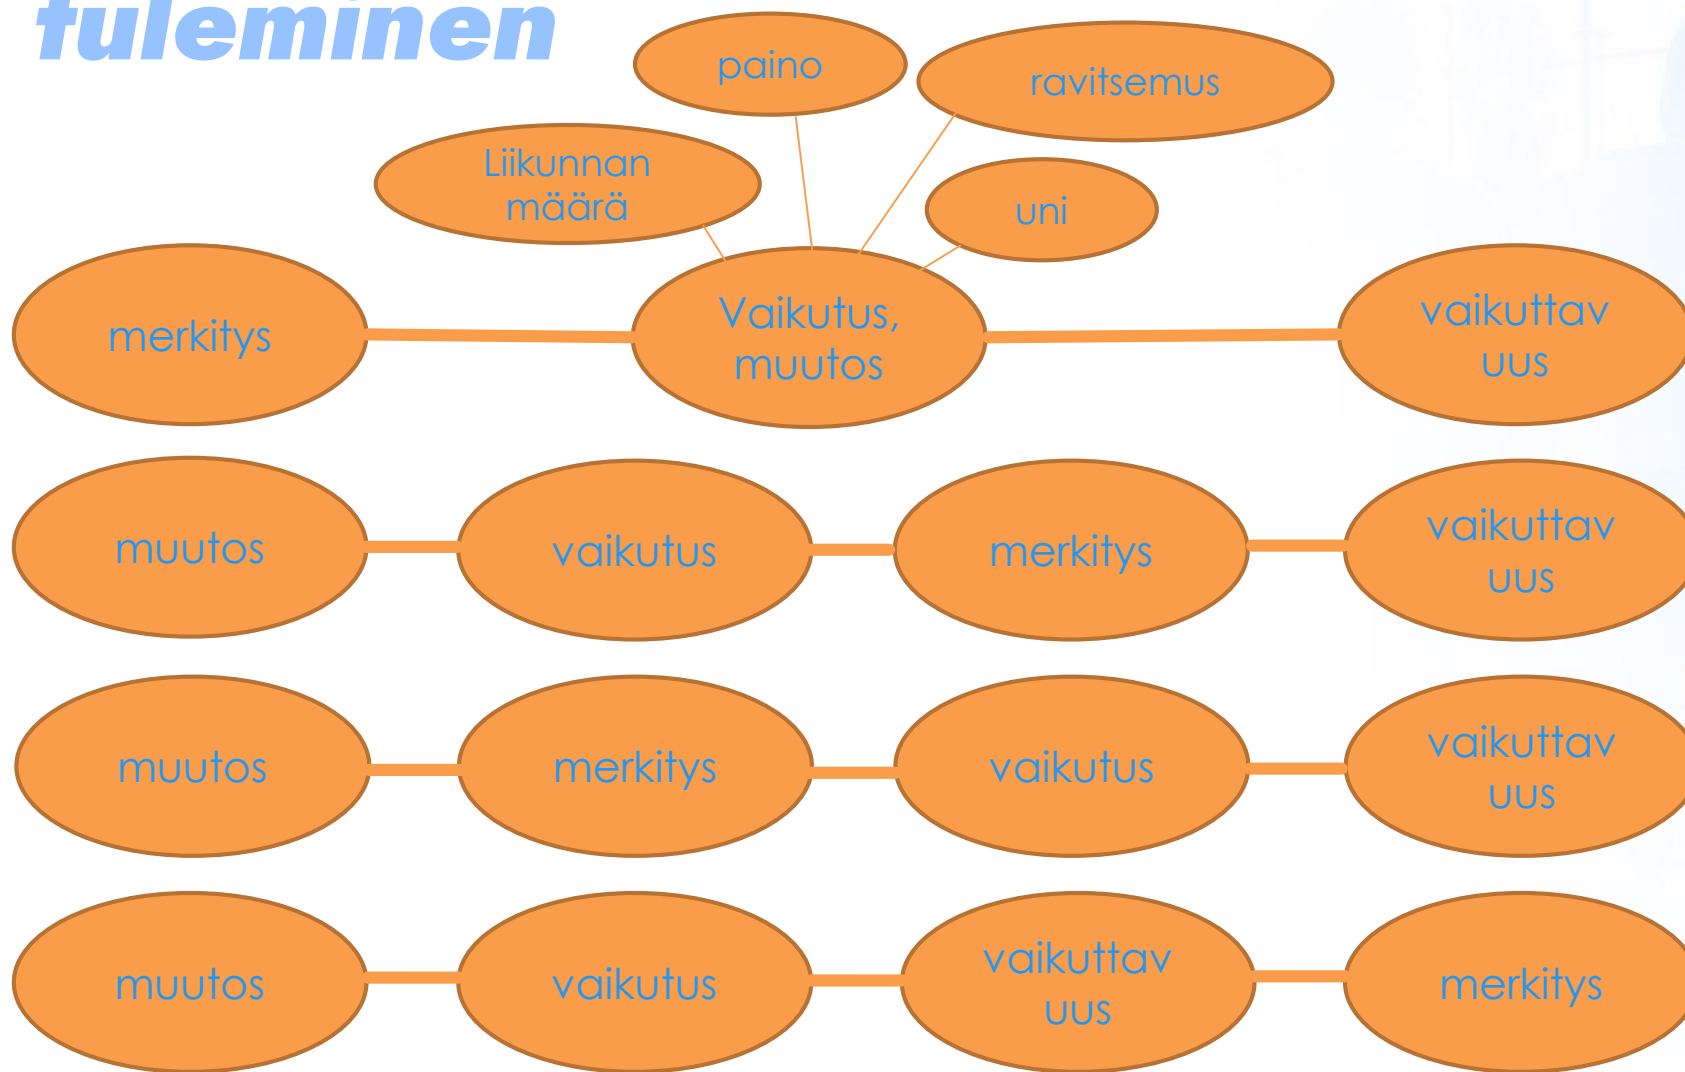 tuleminen
paino
ravitsemus
Liikunnan
määrä
uni
merkitys
Vaikutus,
muutos
vaikuttav
uus
muutos
vaikutus
merkitys
vaikuttav
uus
muutos
merkitys
vaikutus
vaikuttav
uus
muutos
vaikutus
vaikuttav
uus
merkitys